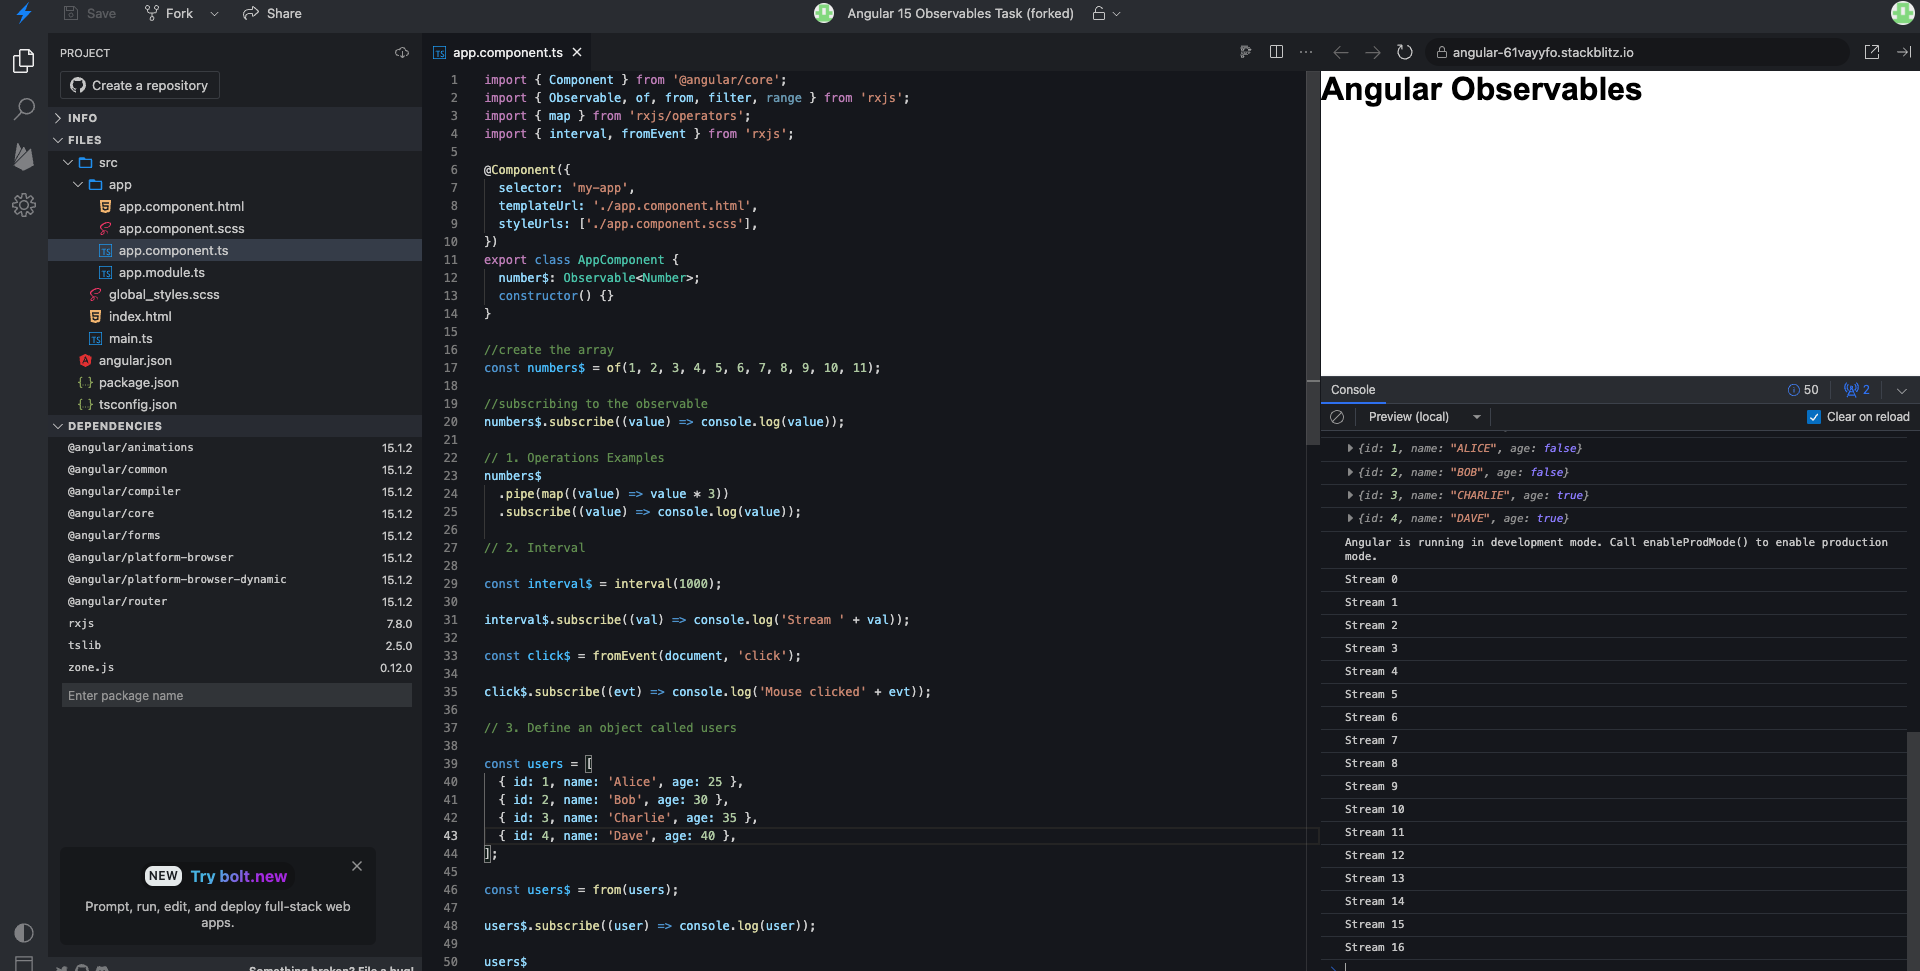 Save
Fork
Share
Angular 15 Observables Task (forked)
PROJECT
Create a repository
INFO
FILES
src
app
app.component.html
app.component.scss
app.component.ts
app.module.ts
global_styles.scss
index.html
main.ts
angular.json
package.json
tsconfig.json
DEPENDENCIES
@angular/animations 15.1.2
@angular/common 15.1.2
@angular/compiler 15.1.2
@angular/core 15.1.2
@angular/forms 15.1.2
@angular/platform-browser 15.1.2
@angular/platform-browser-dynamic 15.1.2
@angular/router 15.1.2
rxjs 7.8.0
tslib 2.5.0
zone.js 0.12.0
Enter package name
NEW Try bolt.new
Prompt, run, edit, and deploy full-stack web
apps.
Something broken? File a bug!
app.component.ts
1 import { Component } from '@angular/core';
2 import { Observable, of, from, filter, range } from 'rxjs';
3 import { map } from 'rxjs/operators';
4 import { interval, fromEvent } from 'rxjs';
5
6 @Component({
7 selector: 'my-app',
8 templateUrl: './app.component.html',
9 styleUrls: ['./app.component.scss'],
10 })
11 export class AppComponent {
12 number$: Observable<Number>;
13 constructor() {}
14 }
15
16 //create the array
17 const numbers$ = of(1, 2, 3, 4, 5, 6, 7, 8, 9, 10, 11);
18
19 //subscribing to the observable
20 numbers$.subscribe((value) => console.log(value));
21
22 // 1. Operations Examples
23 numbers$
24 .pipe(map((value) => value * 3))
25 .subscribe((value) => console.log(value));
26
27 // 2. Interval
28
29 const interval$ = interval(1000);
30
31 interval$.subscribe((val) => console.log('Stream ' + val));
32
33 const click$ = fromEvent(document, 'click');
34
35 click$.subscribe((evt) => console.log('Mouse clicked' + evt));
36
37 // 3. Define an object called users
38
39 const users = [
40 { id: 1, name: 'Alice', age: 25 },
41 { id: 2, name: 'Bob', age: 30 },
42 { id: 3, name: 'Charlie', age: 35 },
43 { id: 4, name: 'Dave', age: 40 },
44 ];
45
46 const users$ = from(users);
47
48 users$.subscribe((user) => console.log(user));
49
50 users$
angular-61vayyfo.stackblitz.io
Angular Observables
Console
50
2
Preview (local)
Clear on reload
{id: 1, name: "ALICE", age: false}
{id: 2, name: "BOB", age: false}
{id: 3, name: "CHARLIE", age: true}
{id: 4, name: "DAVE", age: true}
Angular is running in development mode. Call enableProdMode() to enable production
mode.
Stream 0
Stream 1
Stream 2
Stream 3
Stream 4
Stream 5
Stream 6
Stream 7
Stream 8
Stream 9
Stream 10
Stream 11
Stream 12
Stream 13
Stream 14
Stream 15
Stream 16